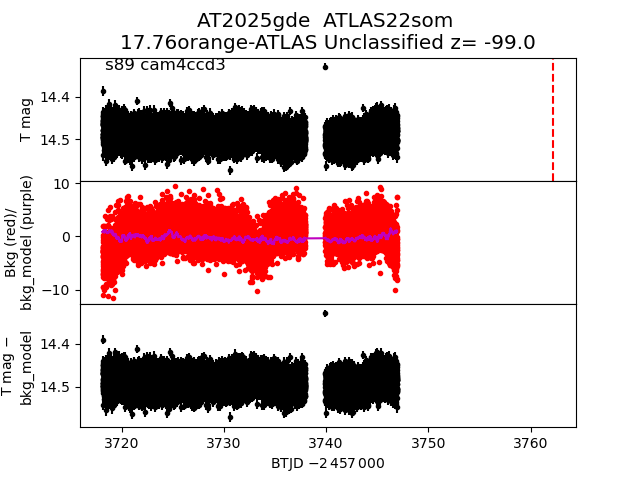 AT2025gde ATLAS22som
17.76orange-ATLAS Unclassified z= -99.0
s89 cam4ccd3
14.4
14.5
T mag
10
0
−10
Bkg (red)/
bkg_model (purple)
14.4
14.5
T mag −
bkg_model
3720 3730 3740 3750 3760
BTJD −2 457 000